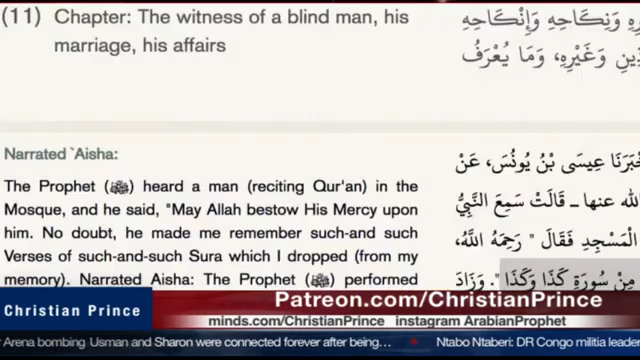 (11) Chapter: The witness of a blind man, his
marriage, his affairs
وَنِكَاحِهِ وَإِنْكَاحِهِ
وَغَيْرِهِ، وَمَا يُعْرَفُ
Narrated `Aisha:
The Prophet (ﷺ) heard a man (reciting Qur'an) in the
Mosque, and he said, "May Allah bestow His Mercy upon
him. No doubt, he made me remember such-and such
Verses of such-and-such Sura which I dropped (from my
memory). Narrated Aisha: The Prophet (ﷺ) performed
عِيسَى بْنُ يُونُسَ، عَنْ
الله عنها ـ قَالَتْ سَمِعَ النَّبِيُّ
الْمَسْجِدِ فَقَالَ " رَحِمَهُ اللَّهُ،
مِنْ سُورَةِ كَذَا وَكَذَا ". وَزَادَ
Christian Prince
Patreon.com/ChristianPrince
minds.com/ChristianPrince instagram ArabianProphet
Arena bombing Usman and Sharon were connected forever after being... Ntabo Ntaberi: DR Congo militia leader